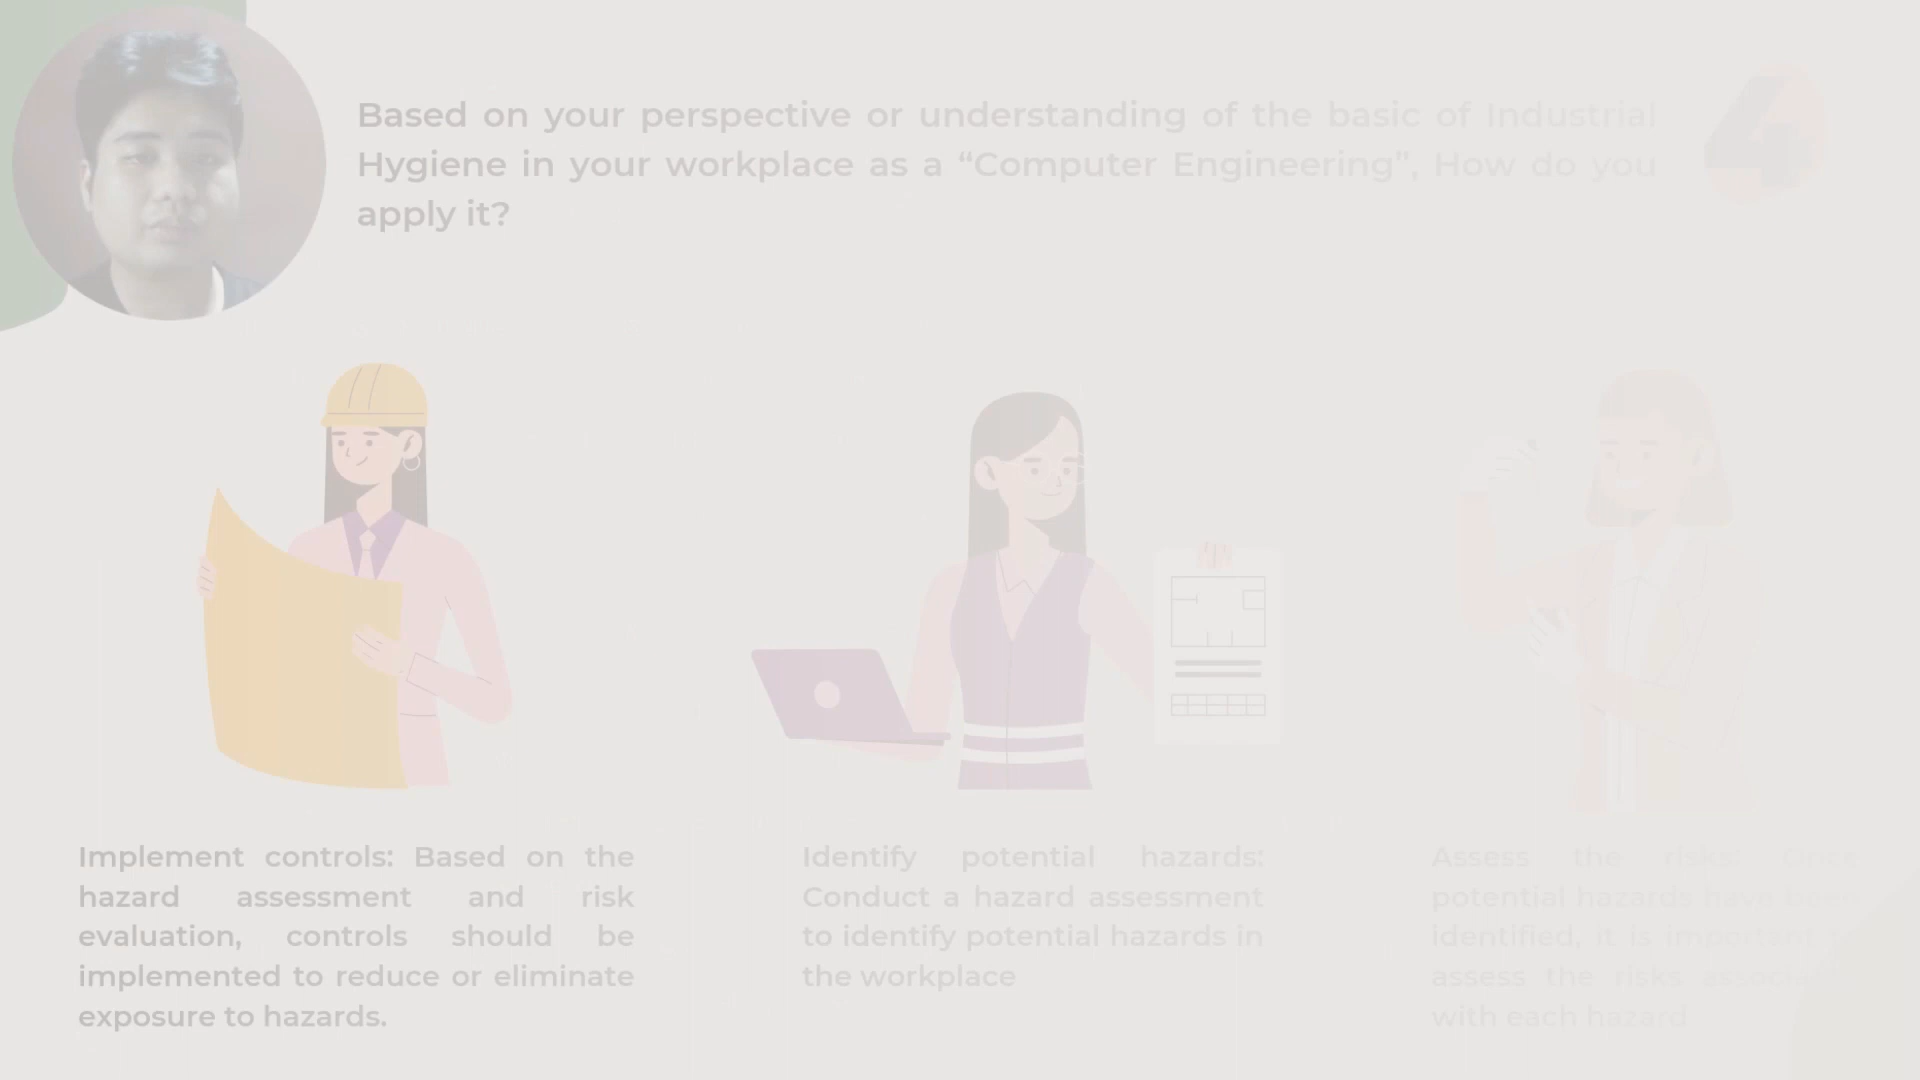 Based on your perspective or understanding of the basic of Industrial
Hygiene in your workplace as a “Computer Engineering”, How do you
apply it?
4
Implement controls: Based on the
hazard assessment and risk
evaluation, controls should be
implemented to reduce or eliminate
exposure to hazards.
Identify potential hazards:
Conduct a hazard assessment
to identify potential hazards in
the workplace
Assess the risks: Once
potential hazards have been
identified, it is important
assess the risks
with each hazard